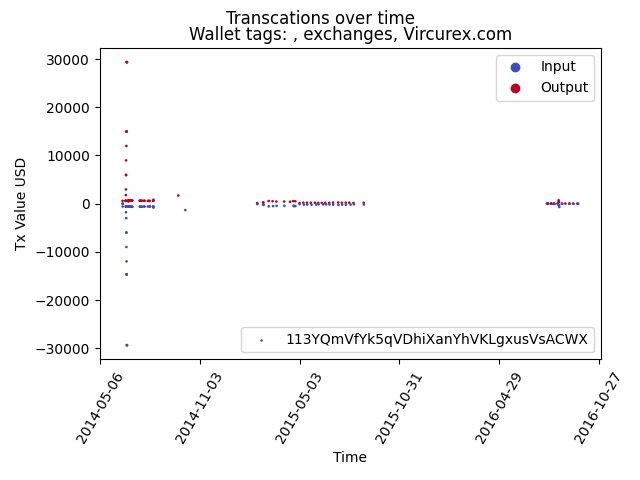 Transcations over time
Wallet tags: , exchanges, Vircurex.com
Input
Output
30000
20000
10000
0
−10000
−20000
−30000
Tx Value USD
113YQmVfYk5qVDhiXanYhVKLgxusVsACWX
2014-05-06
2014-11-03
2015-05-03
2015-10-31
2016-04-29
2016-10-27
Time